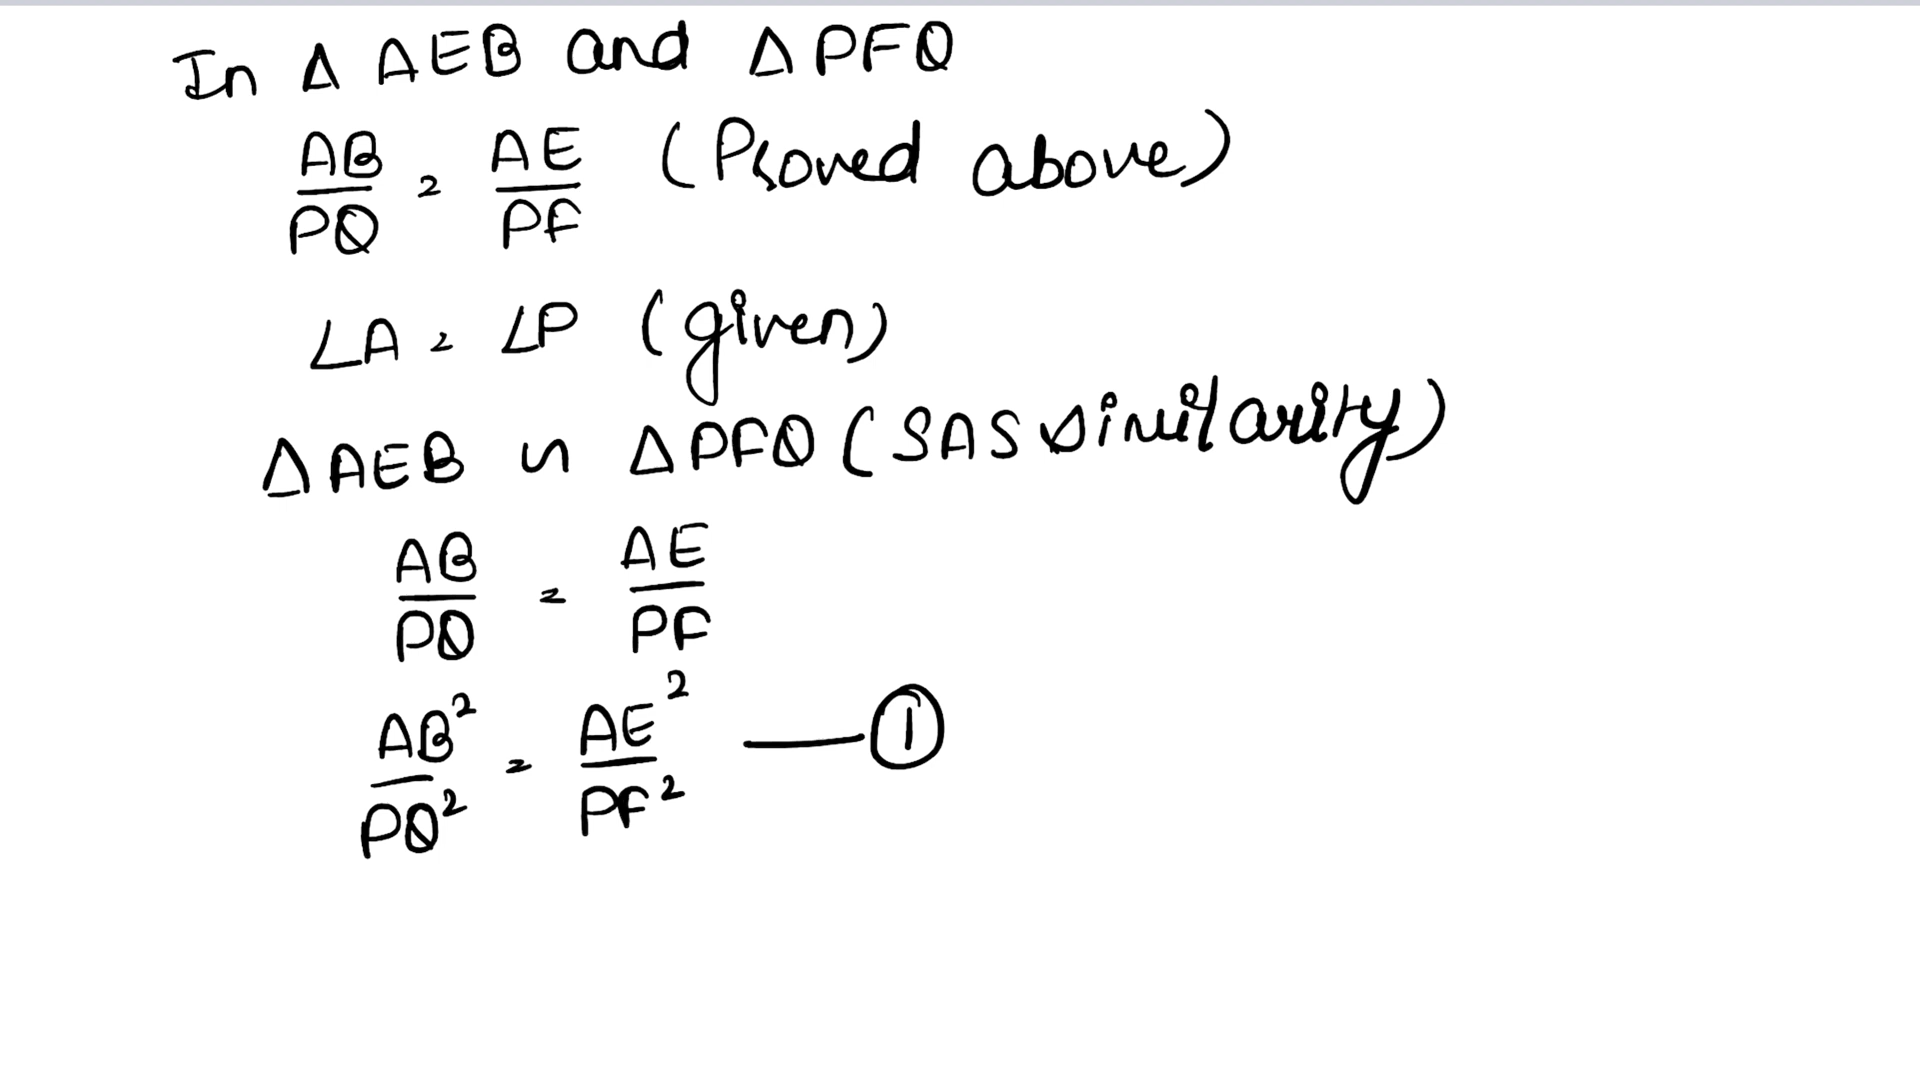 In Δ AEB and Δ PFQ
AB/PQ = AE/PF (Proved above)
∠A = ∠P (given)
Δ AEB ∽ Δ PFQ (SAS similarity)
AB/PQ = AE/PF
AB²/PQ² = AE²/PF² — ①